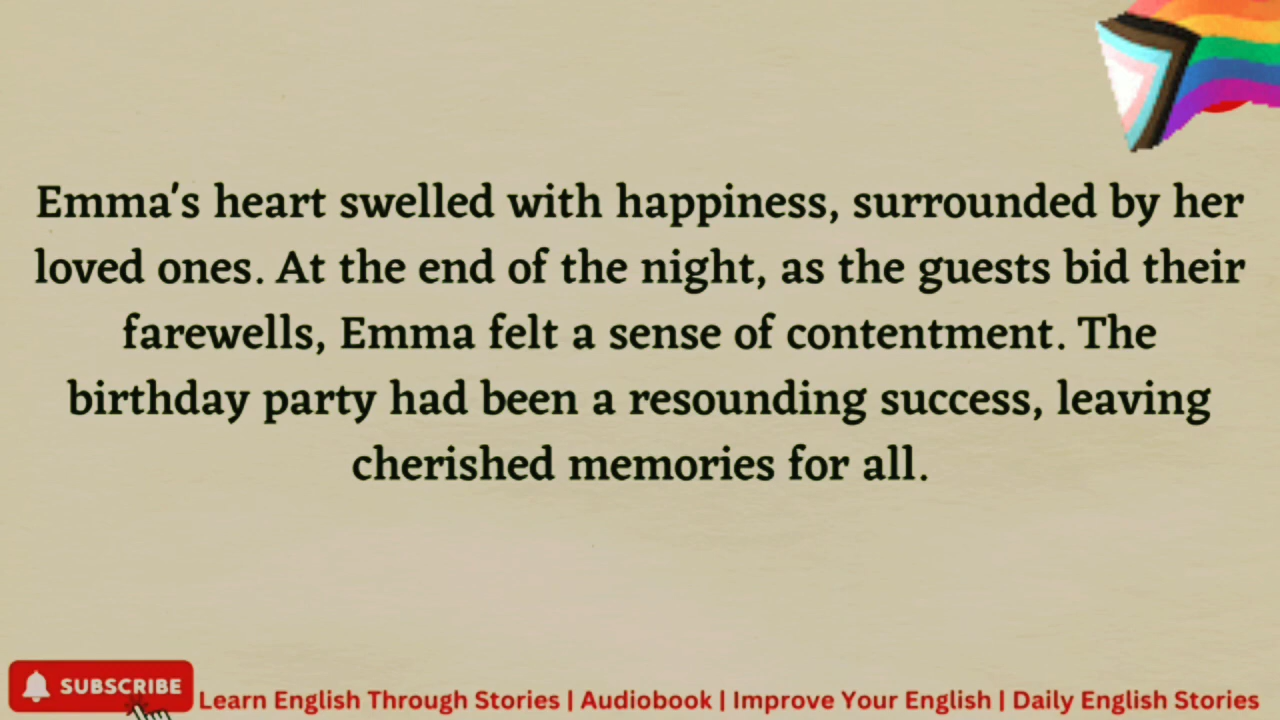 Emma's heart swelled with happiness, surrounded by her
loved ones. At the end of the night, as the guests bid their
farewells, Emma felt a sense of contentment. The
birthday party had been a resounding success, leaving
cherished memories for all.
SUBSCRIBE
Learn English Through Stories | Audiobook | Improve Your English | Daily English Stories